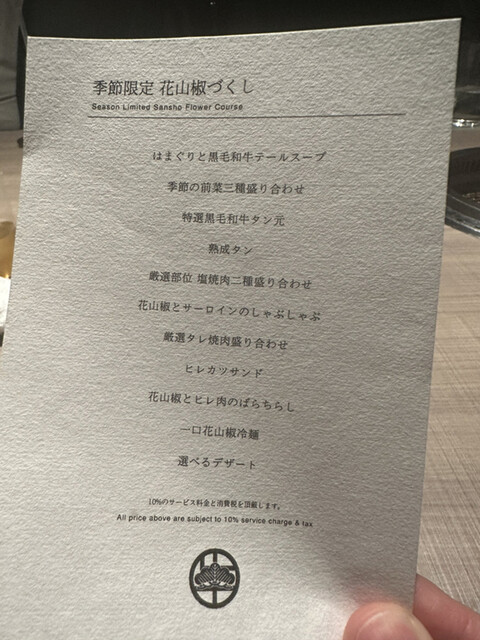 季節限定 花山椒づくし
Season Limited Sansho Flower Course
はまぐりと黒毛和牛テールスープ
季節の前菜三種盛り合わせ
特選黒毛和牛タン元
熟成タン
厳選部位 塩焼肉二種盛り合わせ
花山椒とサーロインのしゃぶしゃぶ
厳選タレ焼肉盛り合わせ
ヒレカツサンド
花山椒とヒレ肉のばらちらし
一口花山椒冷麺
選べるデザート
10%のサービス料金と消費税を頂戴します。
All price above are subject to 10% service charge & tax